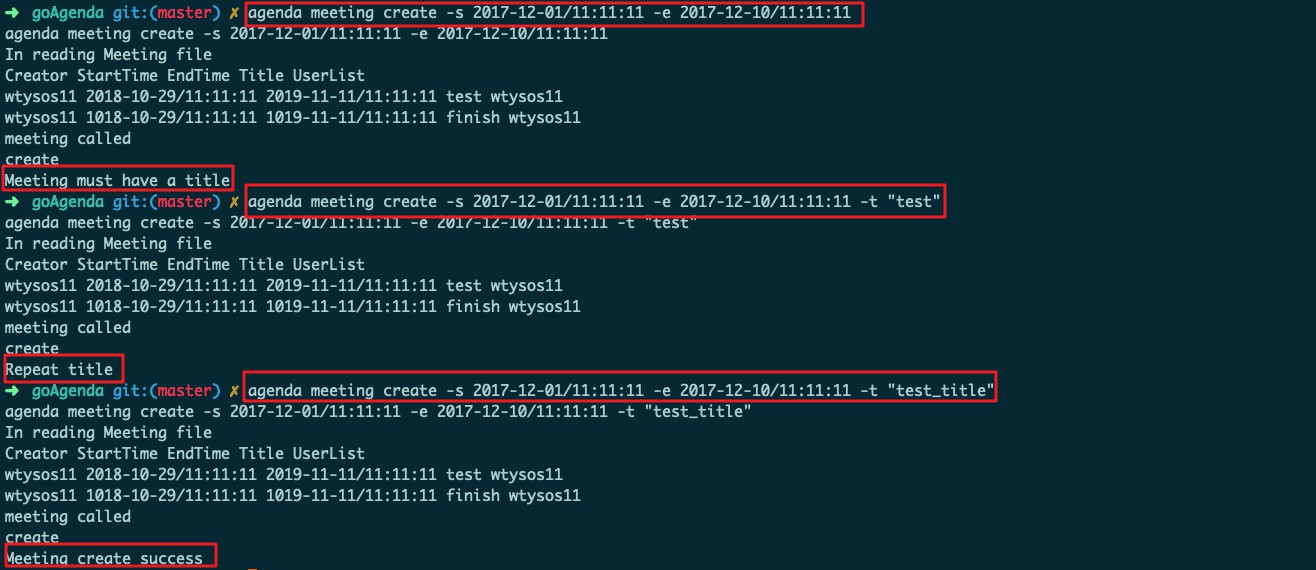 ➜ goAgenda git:(master) ✗ agenda meeting create -s 2017-12-01/11:11:11 -e 2017-12-10/11:11:11
agenda meeting create -s 2017-12-01/11:11:11 -e 2017-12-10/11:11:11
In reading Meeting file
Creator StartTime EndTime Title UserList
wtysos11 2018-10-29/11:11:11 2019-11-11/11:11:11 test wtysos11
wtysos11 1018-10-29/11:11:11 1019-11-11/11:11:11 finish wtysos11
meeting called
create
Meeting must have a title
➜ goAgenda git:(master) ✗ agenda meeting create -s 2017-12-01/11:11:11 -e 2017-12-10/11:11:11 -t "test"
agenda meeting create -s 2017-12-01/11:11:11 -e 2017-12-10/11:11:11 -t "test"
In reading Meeting file
Creator StartTime EndTime Title UserList
wtysos11 2018-10-29/11:11:11 2019-11-11/11:11:11 test wtysos11
wtysos11 1018-10-29/11:11:11 1019-11-11/11:11:11 finish wtysos11
meeting called
create
Repeat title
➜ goAgenda git:(master) ✗ agenda meeting create -s 2017-12-01/11:11:11 -e 2017-12-10/11:11:11 -t "test_title"
agenda meeting create -s 2017-12-01/11:11:11 -e 2017-12-10/11:11:11 -t "test_title"
In reading Meeting file
Creator StartTime EndTime Title UserList
wtysos11 2018-10-29/11:11:11 2019-11-11/11:11:11 test wtysos11
wtysos11 1018-10-29/11:11:11 1019-11-11/11:11:11 finish wtysos11
meeting called
create
Meeting create success